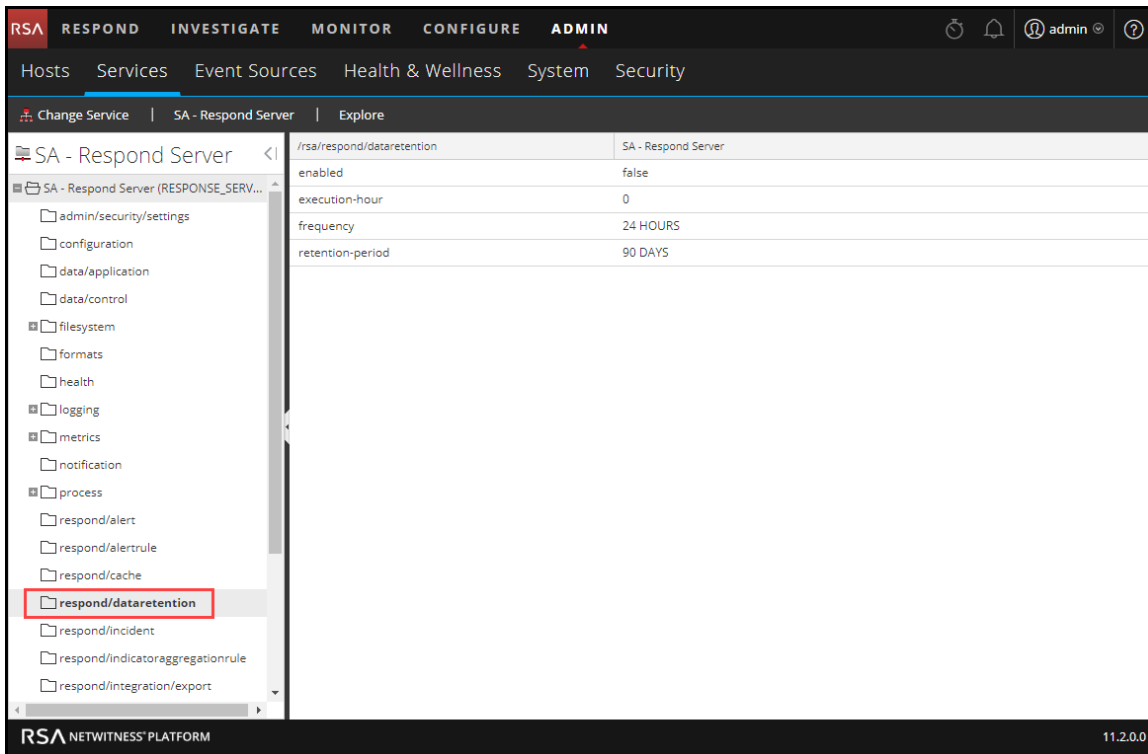 RSA RESPOND INVESTIGATE MONITOR CONFIGURE ADMIN admin ?
Hosts Services Event Sources Health & Wellness System Security
Change Service | SA - Respond Server | Explore
SA - Respond Server
SA - Respond Server (RESPONSE_SERV...
admin/security/settings
configuration
data/application
data/control
filesystem
formats
health
logging
metrics
notification
process
respond/alert
respond/alertrule
respond/cache
respond/dataretention
respond/incident
respond/indicatoraggregationrule
respond/integration/export
/rsa/respond/dataretention SA - Respond Server
enabled false
execution-hour 0
frequency 24 HOURS
retention-period 90 DAYS
RSA NETWITNESS® PLATFORM 11.2.0.0